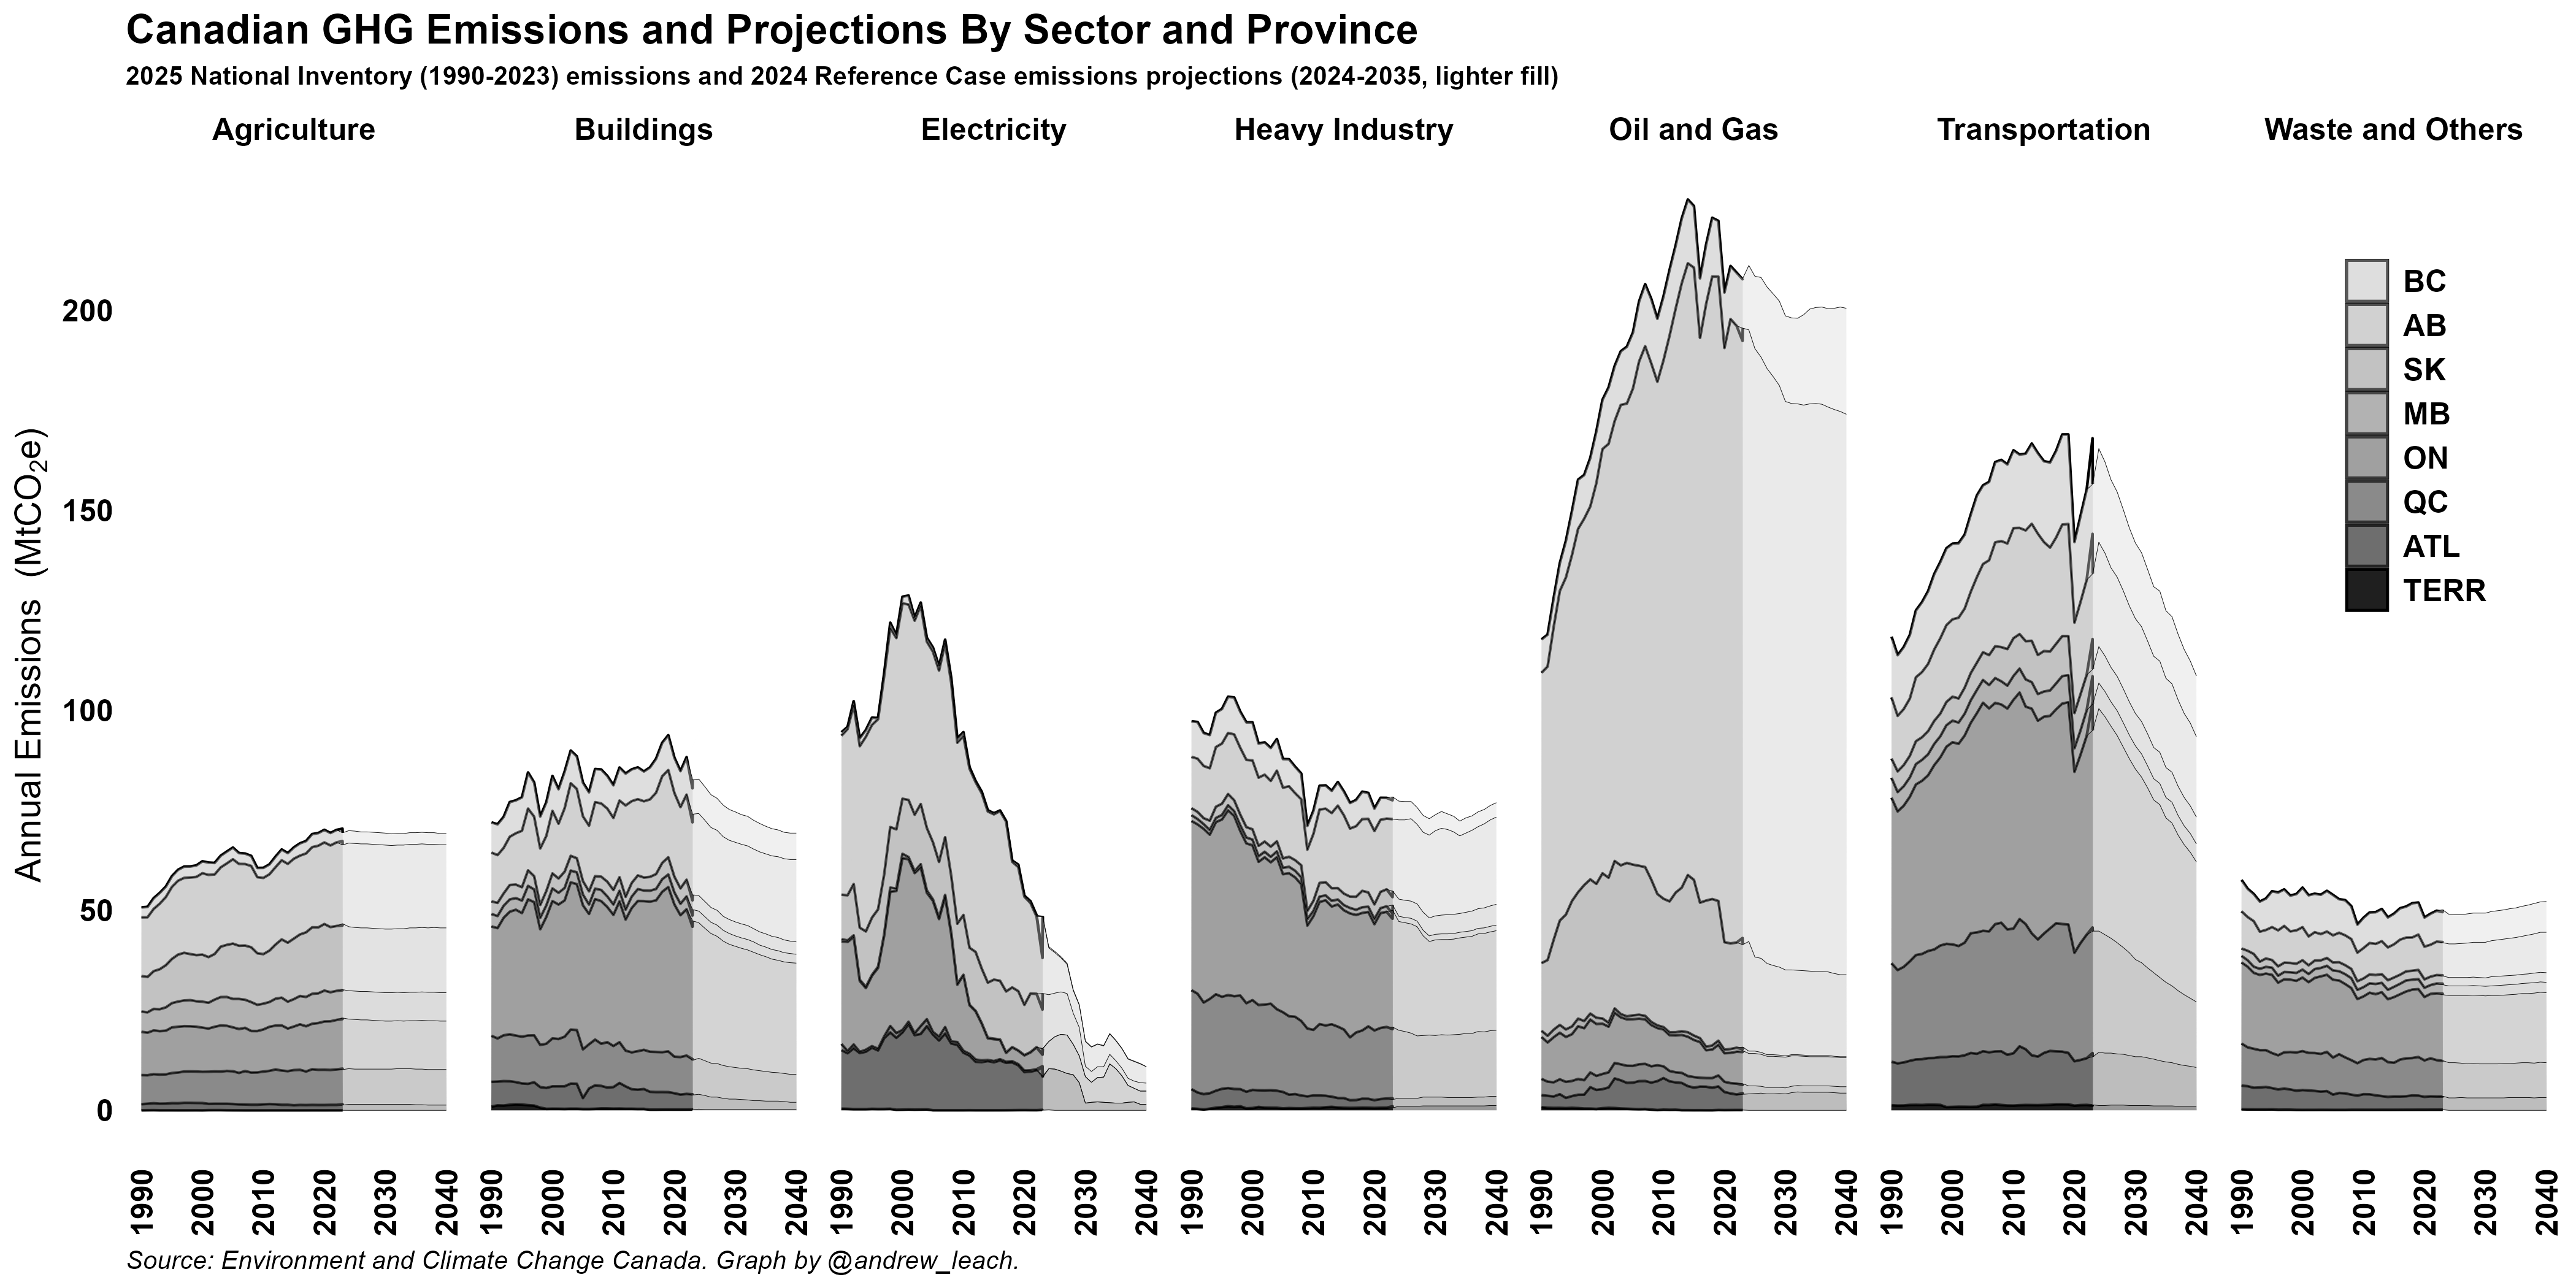 Canadian GHG Emissions and Projections By Sector and Province
2025 National Inventory (1990-2023) emissions and 2024 Reference Case emissions projections (2024-2035, lighter fill)
Agriculture Buildings Electricity Heavy Industry Oil and Gas Transportation Waste and Others
Annual Emissions (MtCO₂e)
200
150
100
50
0
BC
AB
SK
MB
ON
QC
ATL
TERR
1990 2000 2010 2020 2030 2040 1990 2000 2010 2020 2030 2040 1990 2000 2010 2020 2030 2040 1990 2000 2010 2020 2030 2040 1990 2000 2010 2020 2030 2040 1990 2000 2010 2020 2030 2040 1990 2000 2010 2020 2030 2040
Source: Environment and Climate Change Canada. Graph by @andrew_leach.